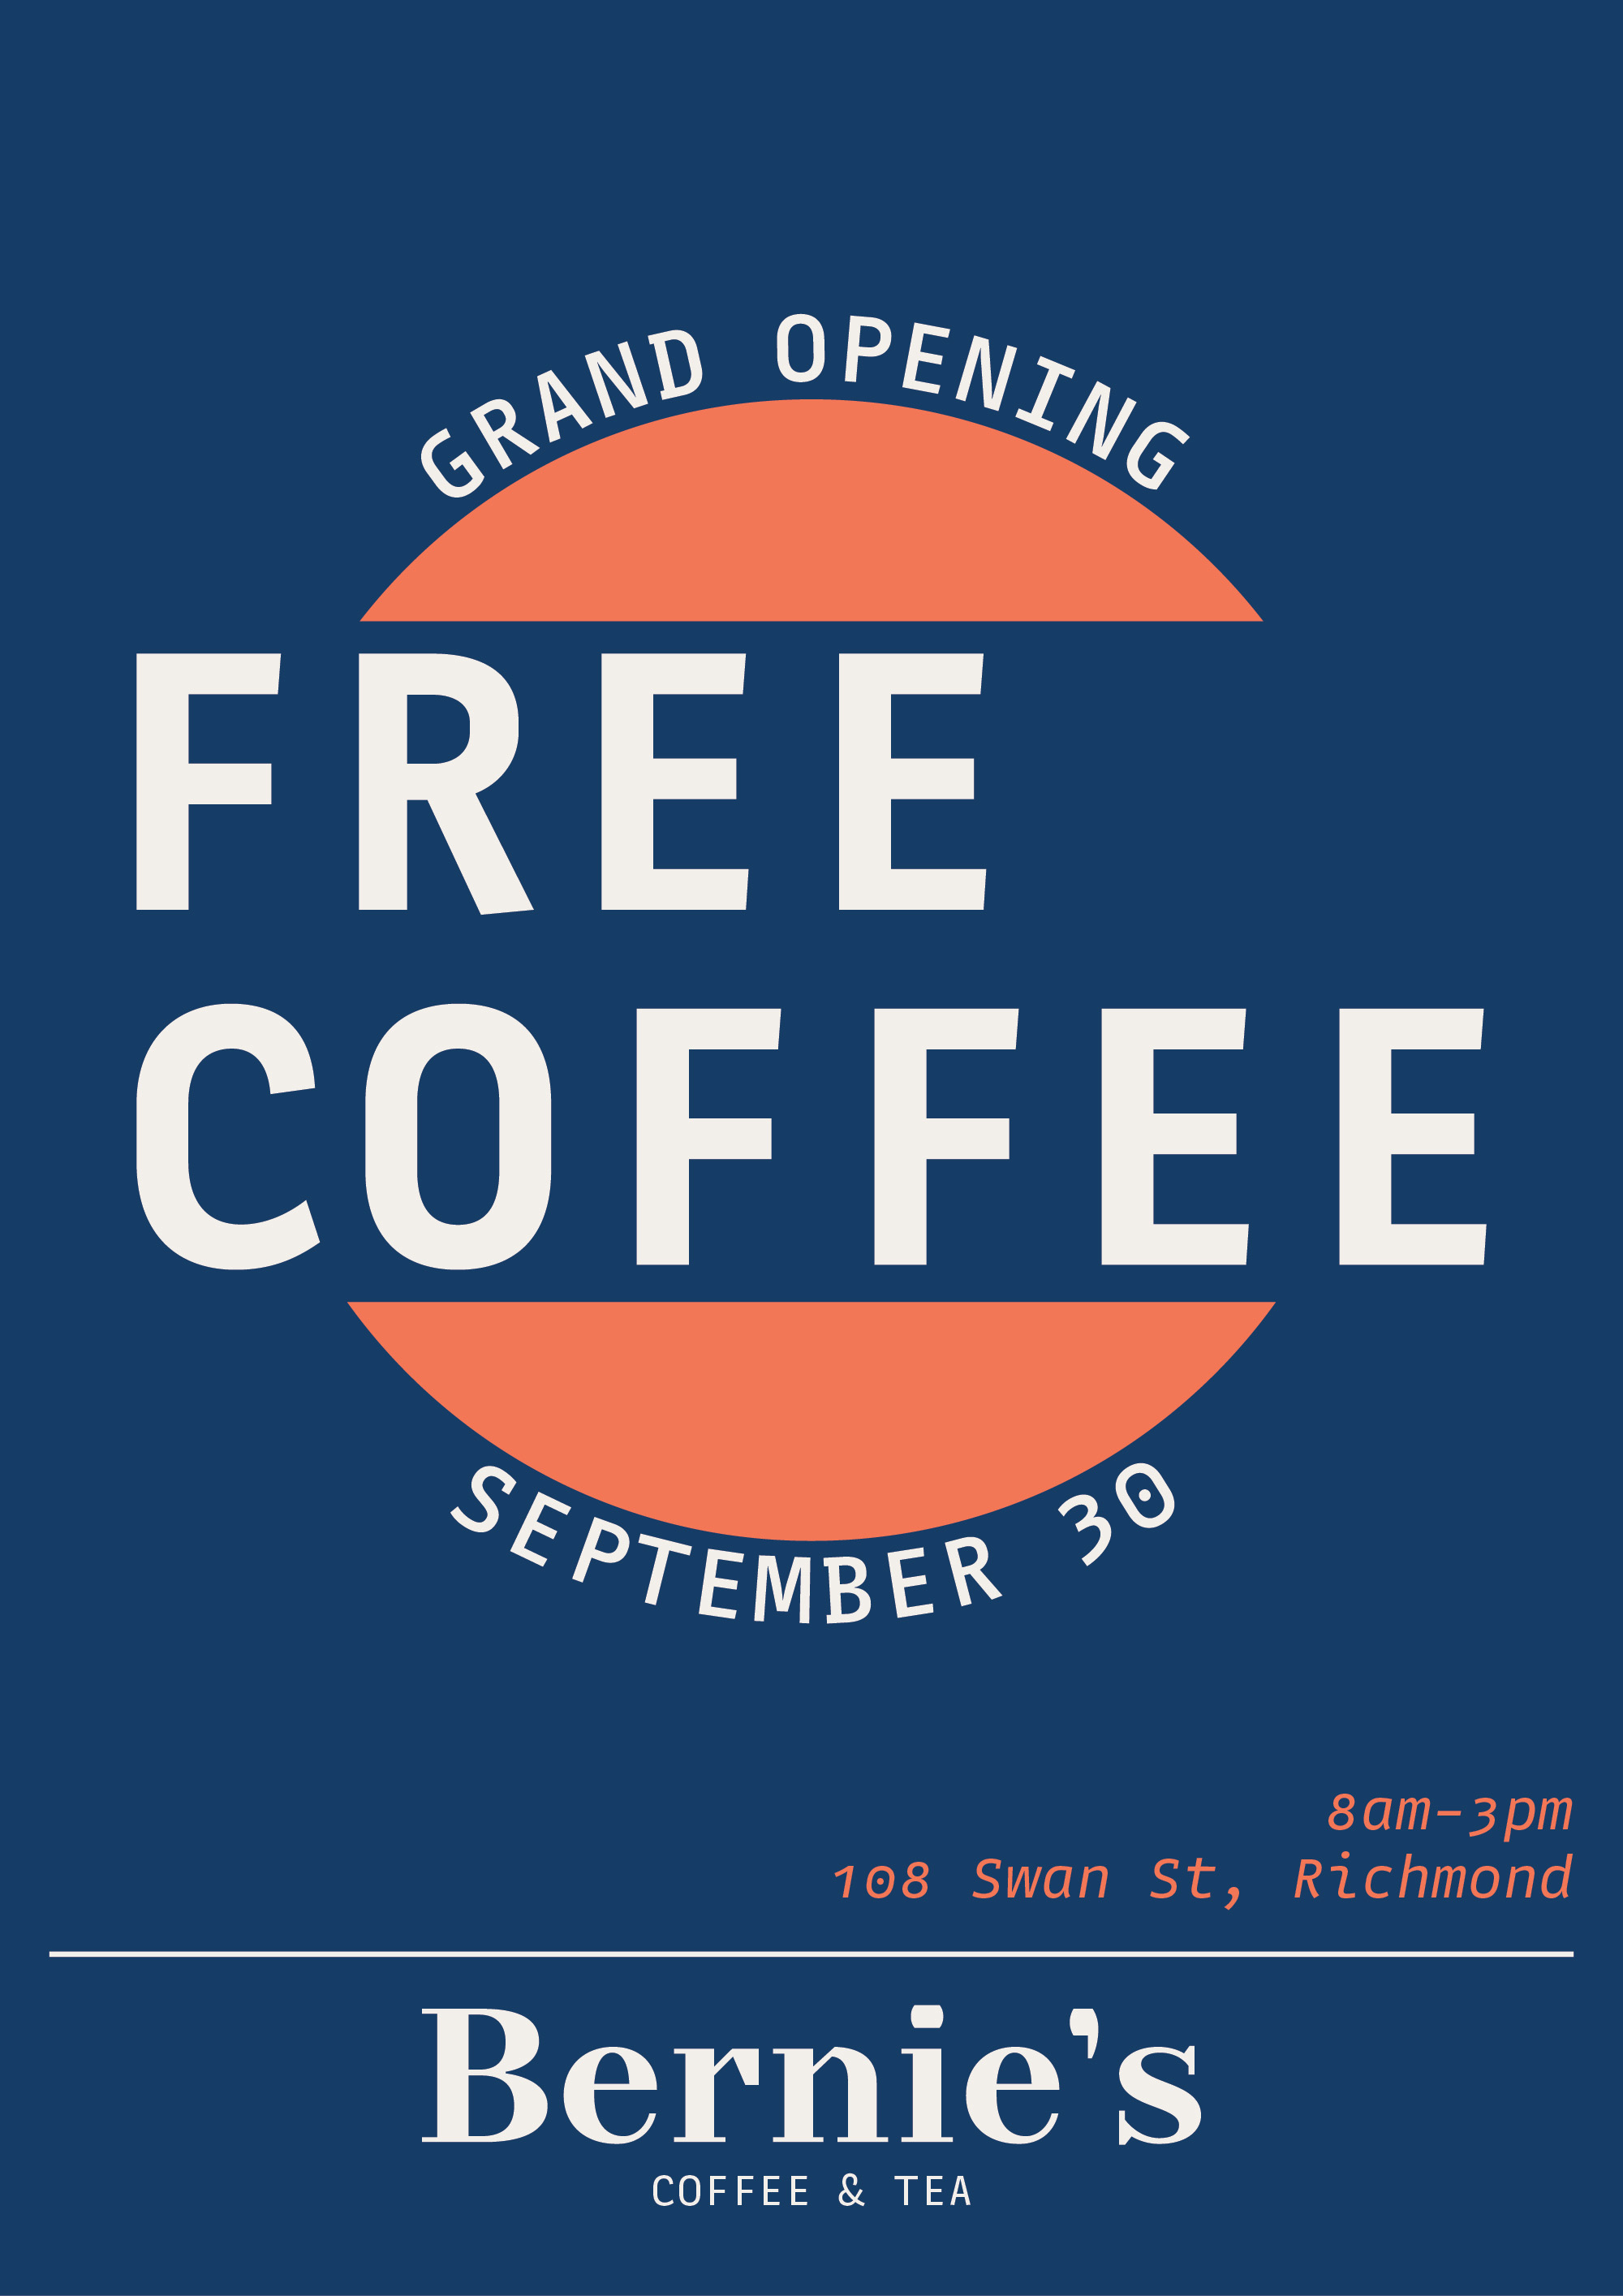 GRAND OPENING
FREE
COFFEE
SEPTEMBER 30
8am-3pm
108 Swan St, Richmond
Bernie's
COFFEE & TEA